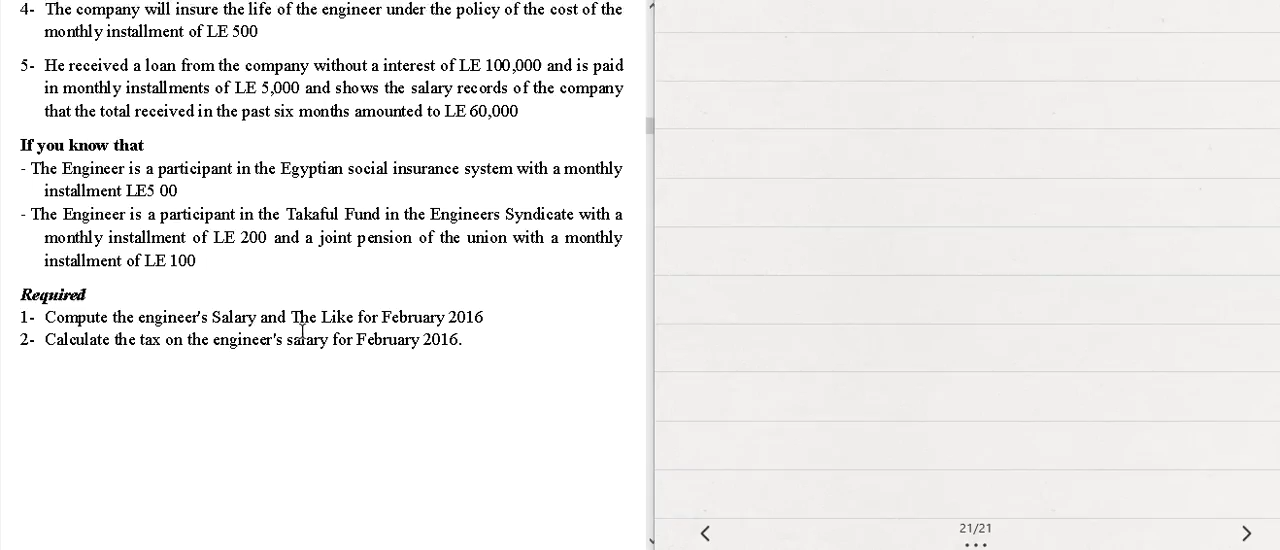 4- The company will insure the life of the engineer under the policy of the cost of the
monthly installment of LE 500
5- He received a loan from the company without a interest of LE 100,000 and is paid
in monthly installments of LE 5,000 and shows the salary records of the company
that the total received in the past six months amounted to LE 60,000
If you know that
- The Engineer is a participant in the Egyptian social insurance system with a monthly
installment LE5 00
- The Engineer is a participant in the Takaful Fund in the Engineers Syndicate with a
monthly installment of LE 200 and a joint pension of the union with a monthly
installment of LE 100
Required
1- Compute the engineer's Salary and The Like for February 2016
2- Calculate the tax on the engineer's salary for February 2016.
21/21